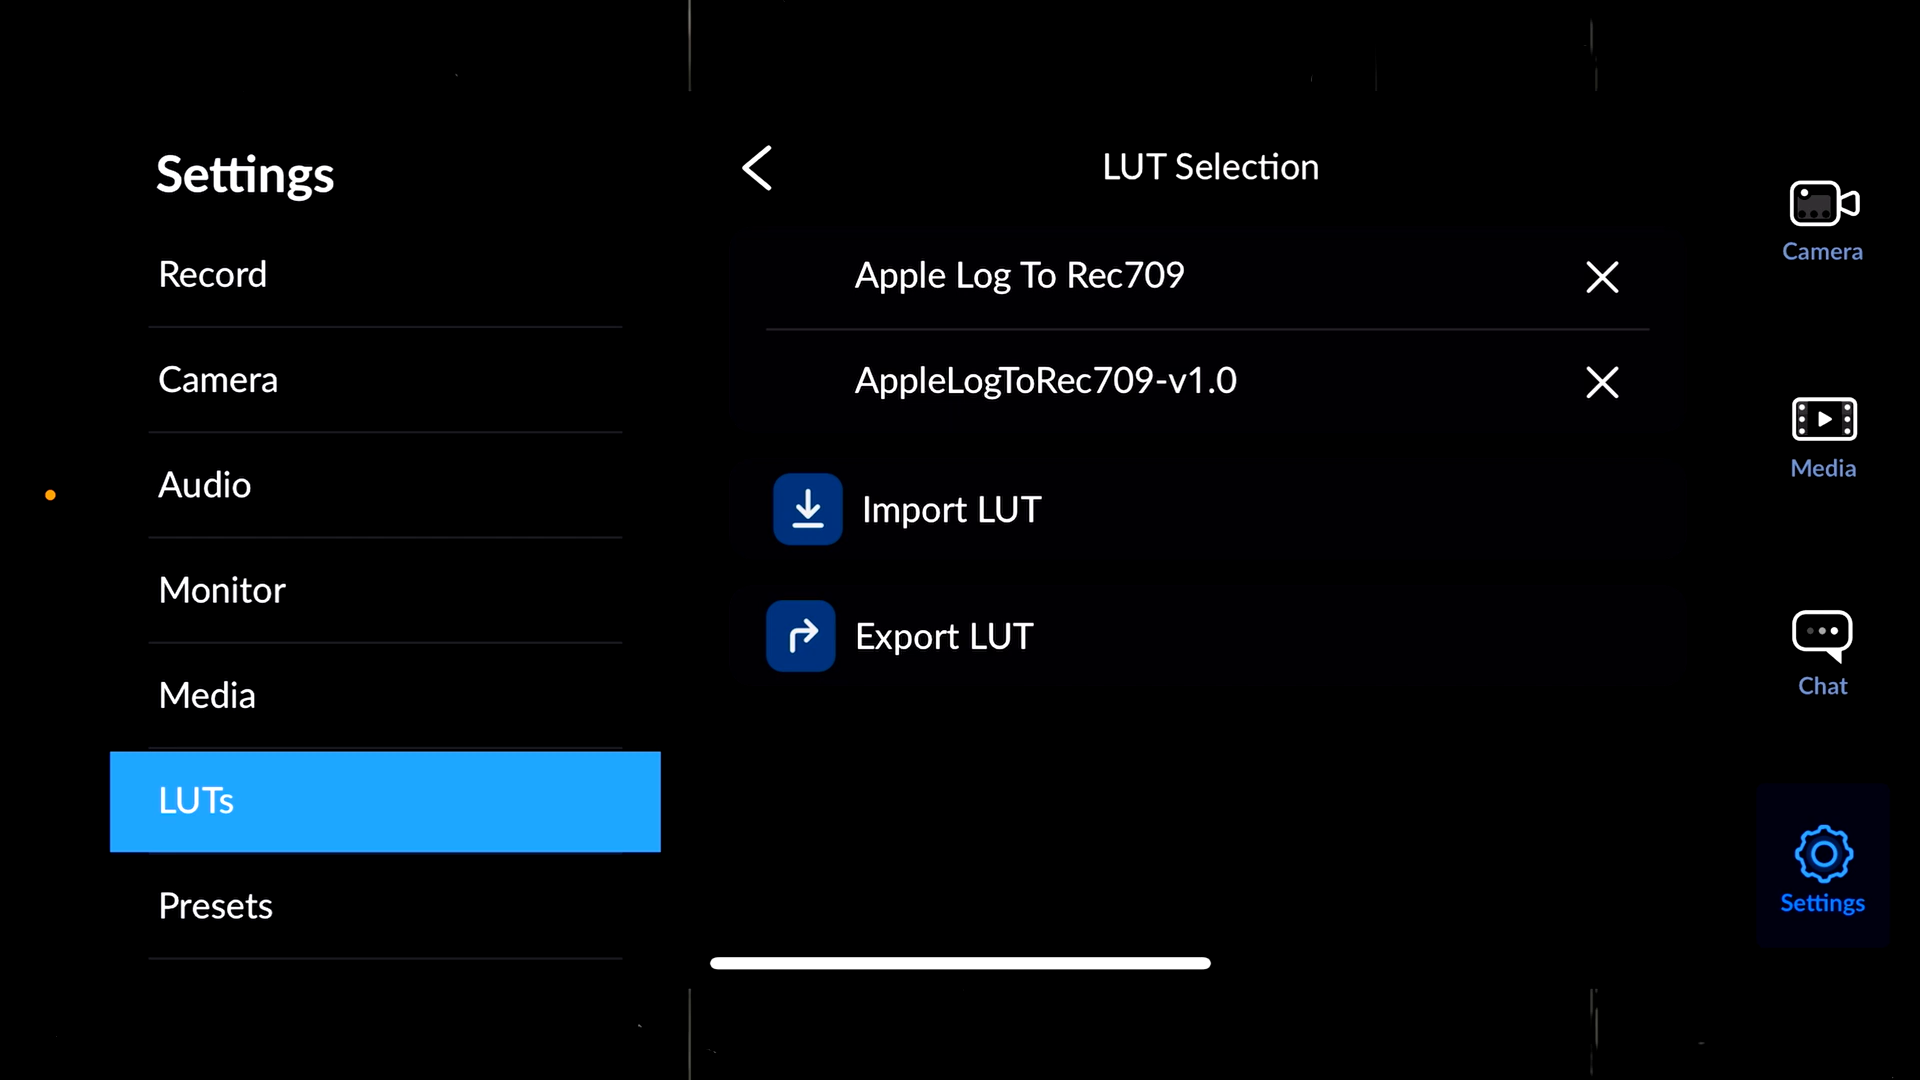 Settings
Record
Camera
Audio
Monitor
Media
LUTs
Presets
LUT Selection
Apple Log To Rec709
AppleLogToRec709-v1.0
Import LUT
Export LUT
Camera
Media
Chat
Settings